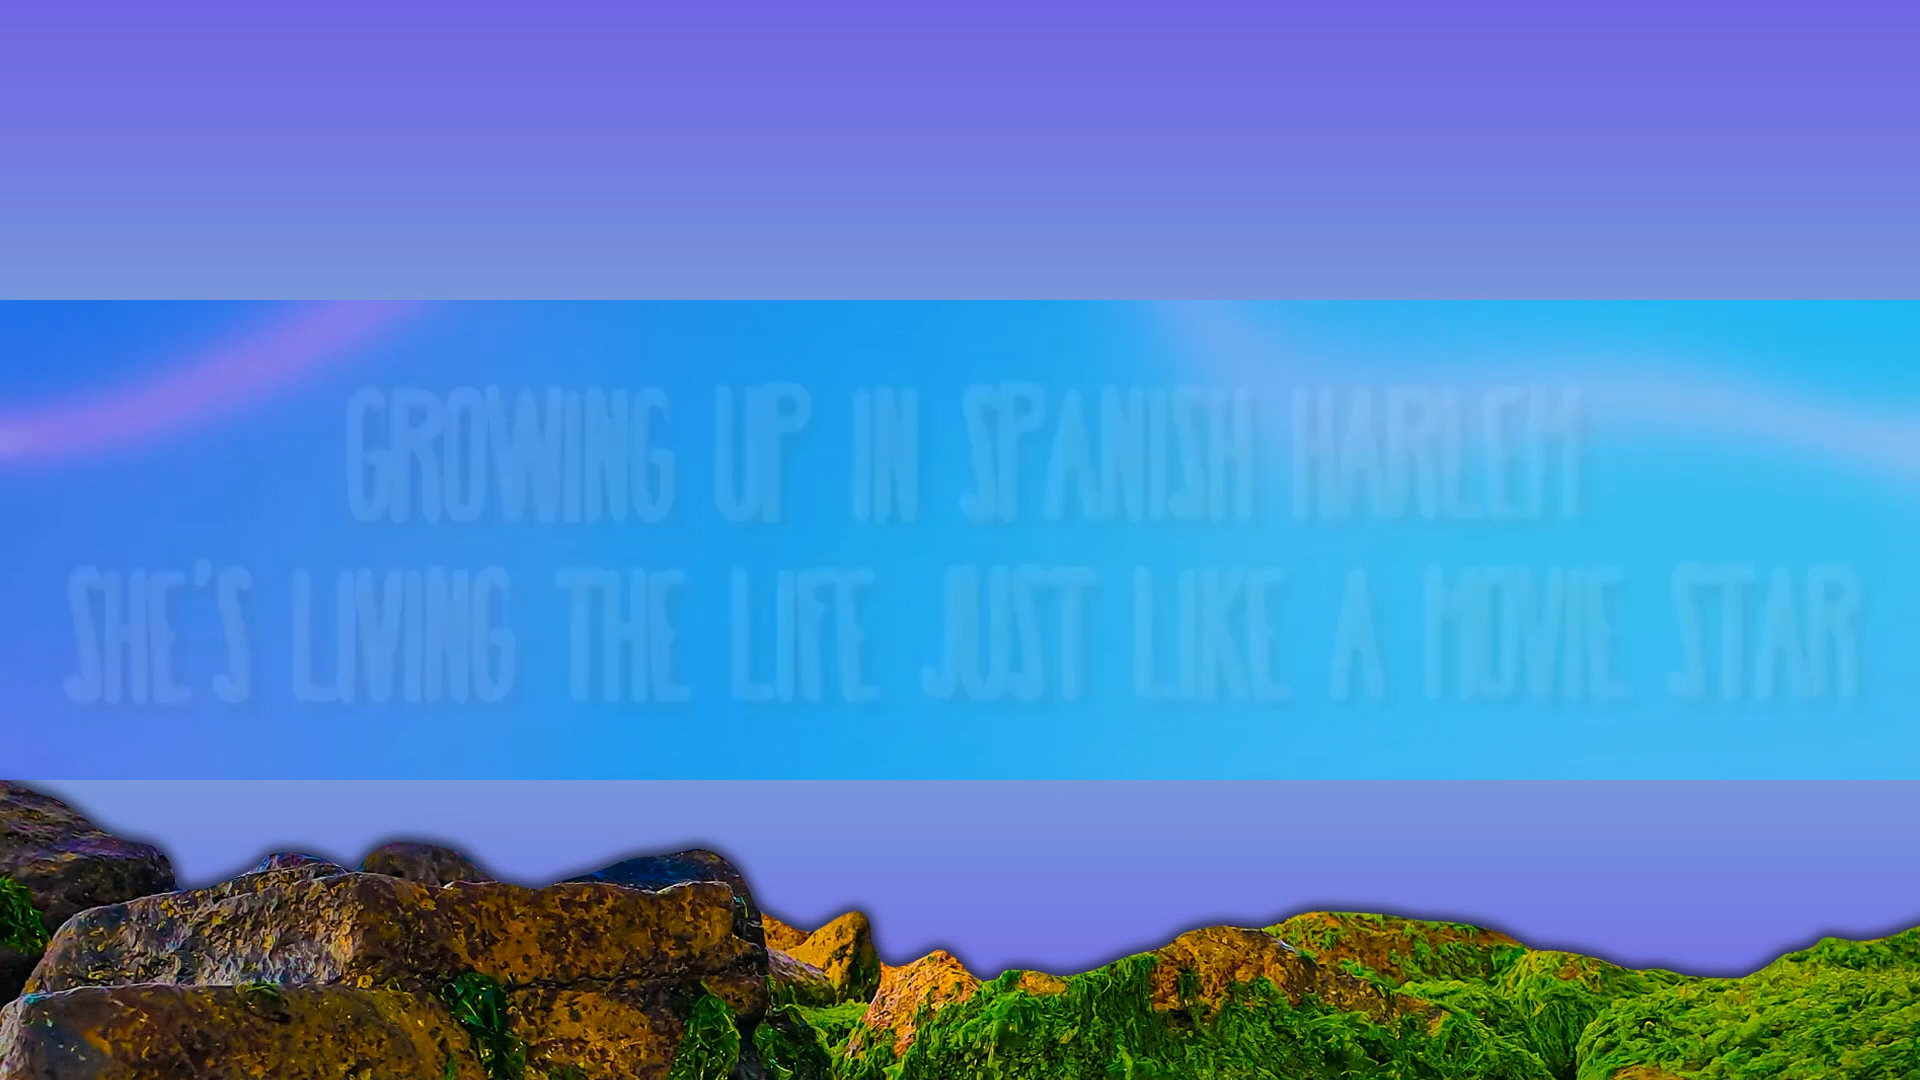 GROWING UP IN SPANISH HARLEM
SHE'S LIVING THE LIFE JUST LIKE A MOVIE STAR